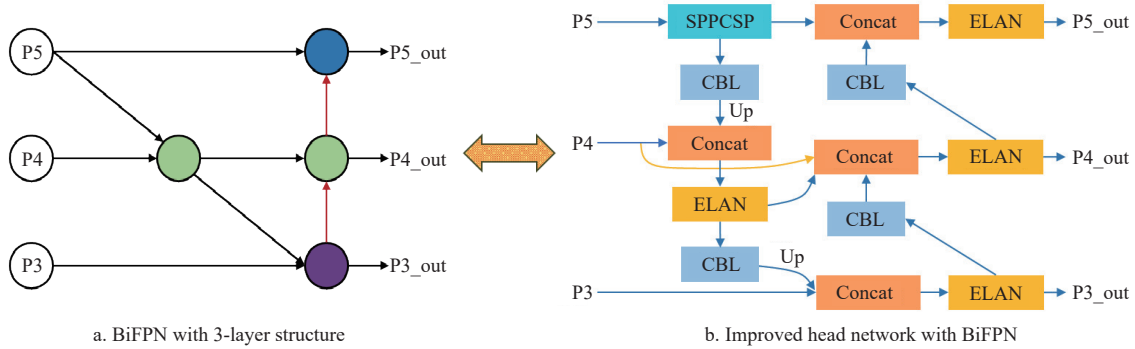 P5
P5_out
P4
P4_out
P3
P3_out
a. BiFPN with 3-layer structure
P5
SPPCSP
Concat
ELAN
P5_out
CBL
CBL
Up
P4
Concat
Concat
ELAN
P4_out
ELAN
CBL
CBL
Up
P3
Concat
ELAN
P3_out
b. Improved head network with BiFPN